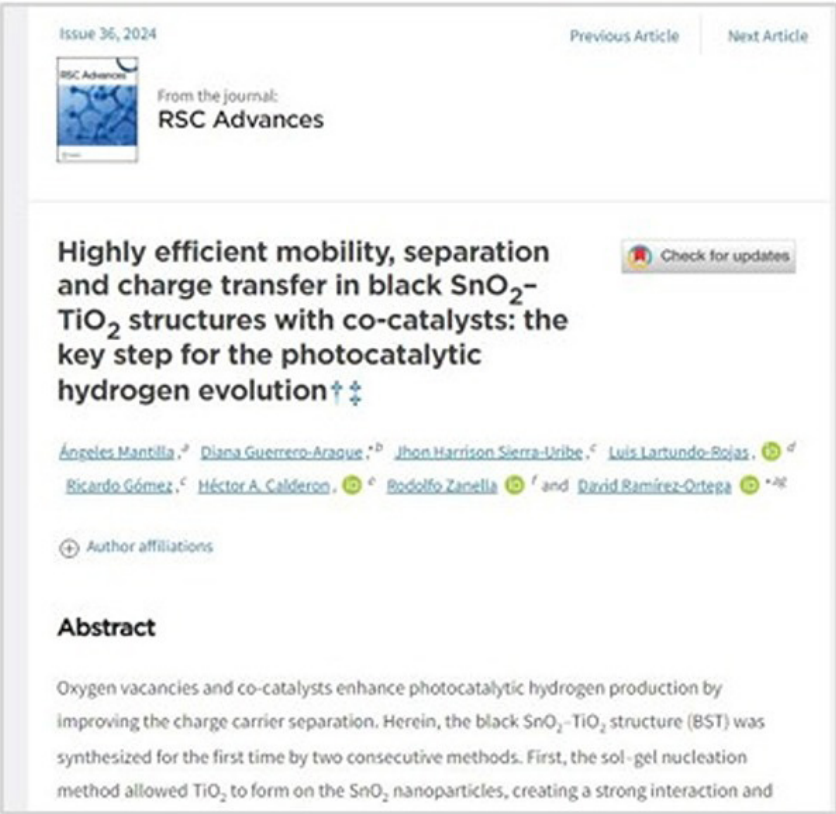 Issue 36, 2024
Previous Article
Next Article
RSC Advances
From the journal:
RSC Advances
Highly efficient mobility, separation
and charge transfer in black SnO₂–
TiO₂ structures with co-catalysts: the
key step for the photocatalytic
hydrogen evolution†‡
Check for updates
Ángeles Mantilla,ᵃ Diana Guerrero-Araque,*ᵇ Jhon Harrison Sierra-Uribe,ᶜ Luis Lartundo-Rojas, iD ᵈ
Ricardo Gómez,ᶜ Héctor A. Calderon, iD ᵉ Rodolfo Zanella iD ᶠ and David Ramírez-Ortega iD *ᵃᵍ
Author affiliations
Abstract
Oxygen vacancies and co-catalysts enhance photocatalytic hydrogen production by
improving the charge carrier separation. Herein, the black SnO₂–TiO₂ structure (BST) was
synthesized for the first time by two consecutive methods. First, the sol–gel nucleation
method allowed TiO₂ to form on the SnO₂ nanoparticles, creating a strong interaction and